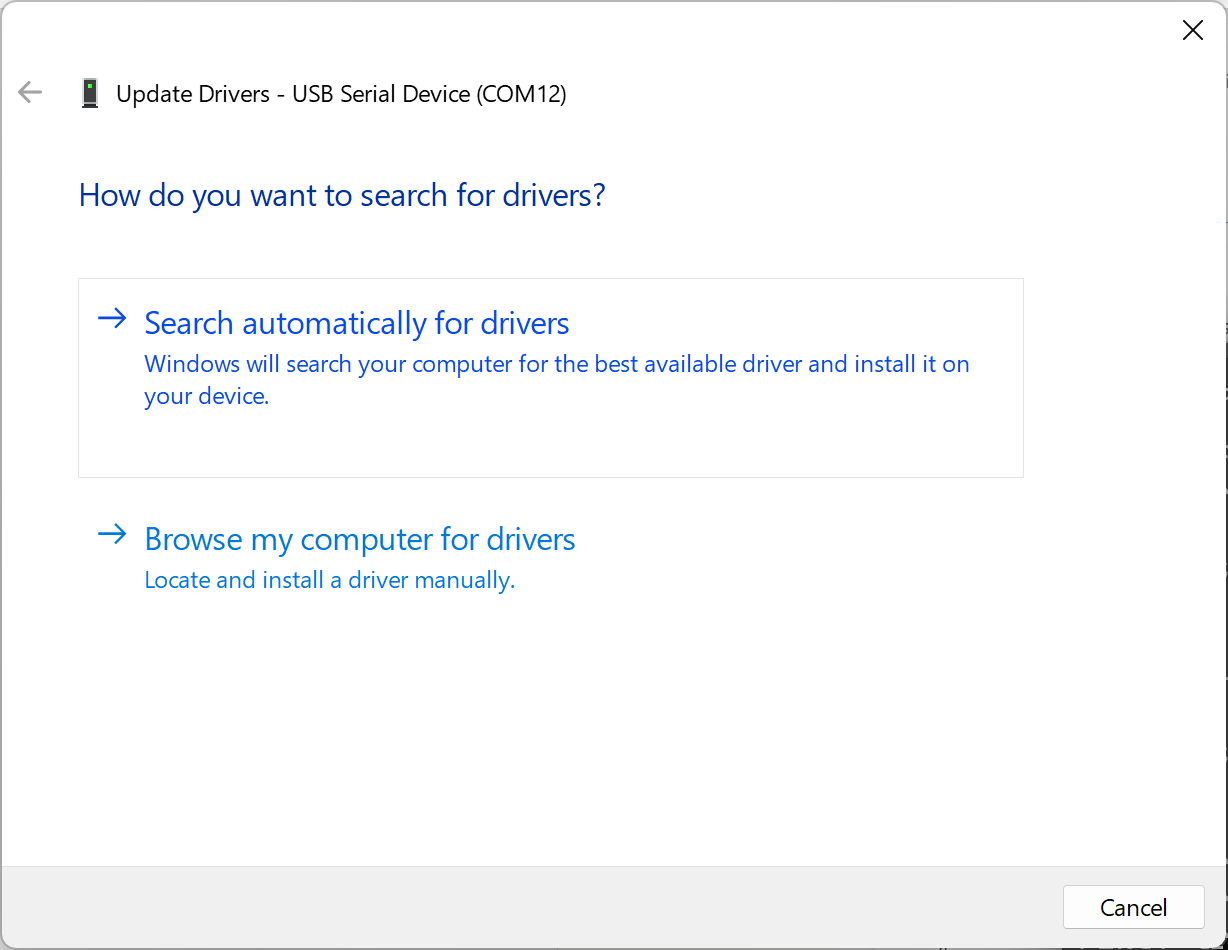 Update Drivers - USB Serial Device (COM12)
How do you want to search for drivers?
Search automatically for drivers
Windows will search your computer for the best available driver and install it on
your device.
Browse my computer for drivers
Locate and install a driver manually.
Cancel